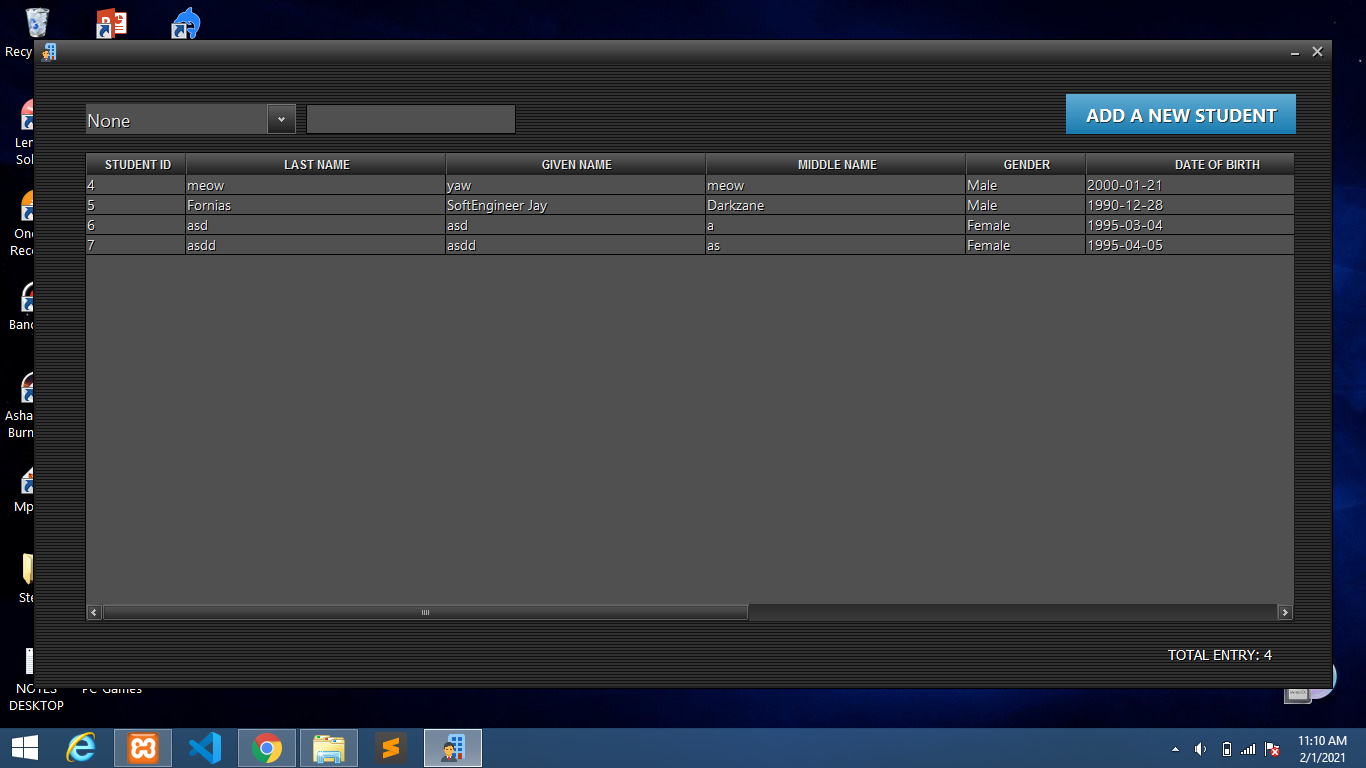 Recy
None
ADD A NEW STUDENT
STUDENT ID LAST NAME GIVEN NAME MIDDLE NAME GENDER DATE OF BIRTH
4 meow yaw meow Male 2000-01-21
5 Fornias SoftEngineer Jay Darkzane Male 1990-12-28
6 asd asd a Female 1995-03-04
7 asdd asdd as Female 1995-04-05
Ler
Sol
On
Rece
Band
Asha
Burn
Mp
Ste
TOTAL ENTRY: 4
NOTES
DESKTOP
PC Games
11:10 AM
2/1/2021